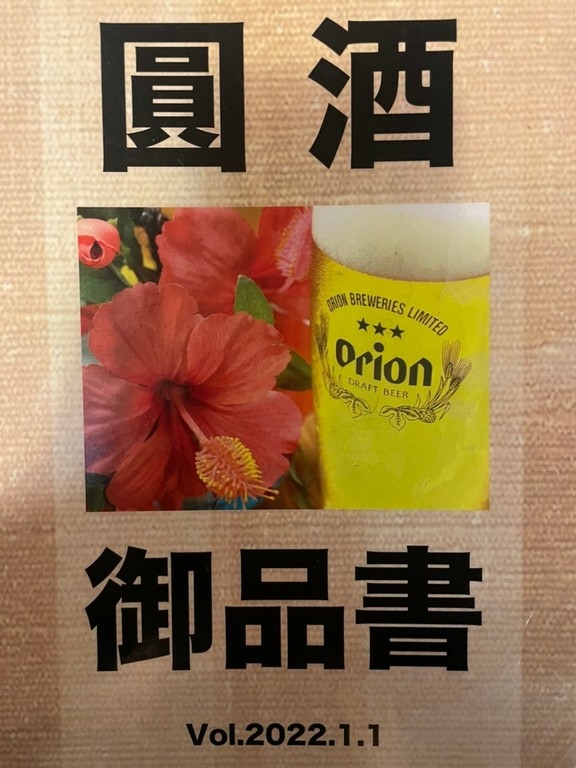 圓酒
ORION BREWERIES LIMITED
★★★
Orion
DRAFT BEER
御品書
Vol.2022.1.1